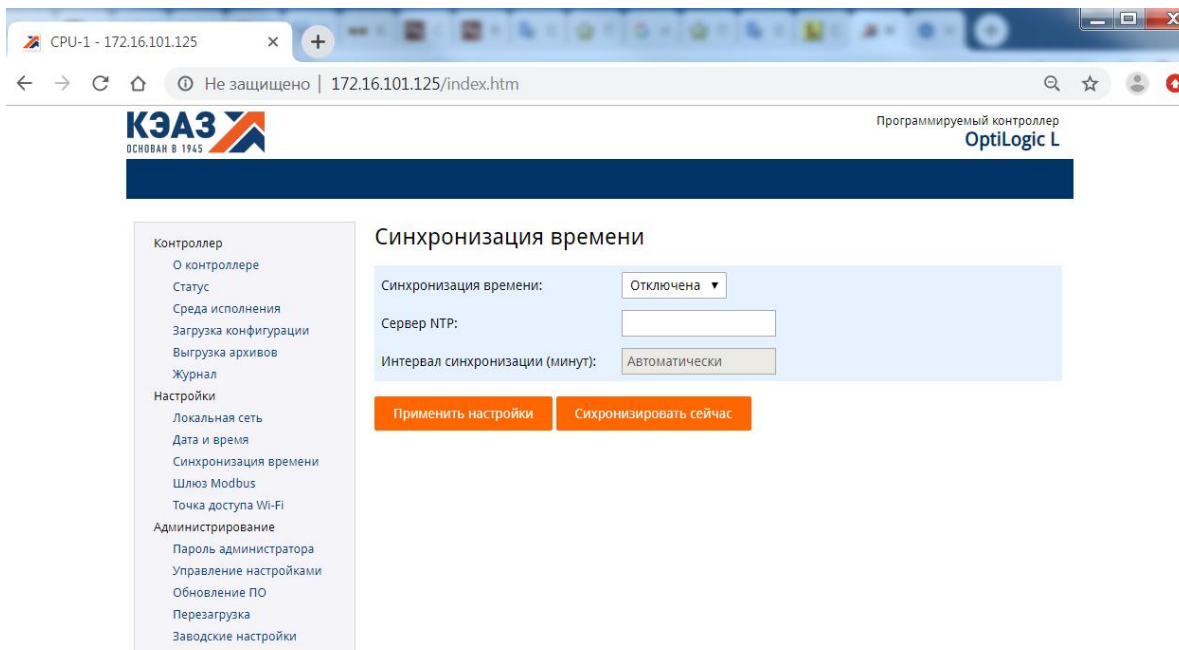 CPU-1 - 172.16.101.125
Не защищено | 172.16.101.125/index.htm
КЭАЗ
ОСНОВАН В 1945
Программируемый контроллер
OptiLogic L
Контроллер
О контроллере
Статус
Среда исполнения
Загрузка конфигурации
Выгрузка архивов
Журнал
Настройки
Локальная сеть
Дата и время
Синхронизация времени
Шлюз Modbus
Точка доступа Wi-Fi
Администрирование
Пароль администратора
Управление настройками
Обновление ПО
Перезагрузка
Заводские настройки
Синхронизация времени
Синхронизация времени: Отключена
Сервер NTP:
Интервал синхронизации (минут): Автоматически
Применить настройки Сихронизировать сейчас